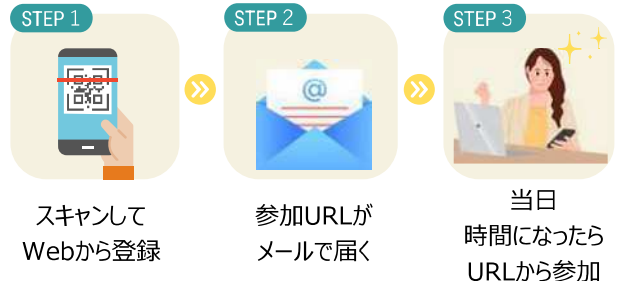 STEP 1
スキャンして
Webから登録
STEP 2
@
参加URLが
メールで届く
STEP 3
当日
時間になったら
URLから参加